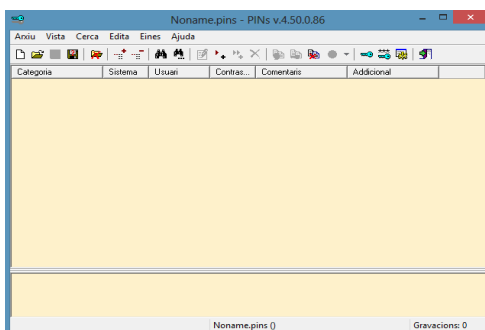 Noname.pins - PINs v.4.50.0.86
Arxiu Vista Cerca Edita Eines Ajuda
Categoria Sistema Usuari Contras... Comentaris Addicional
Noname.pins () Gravacions: 0